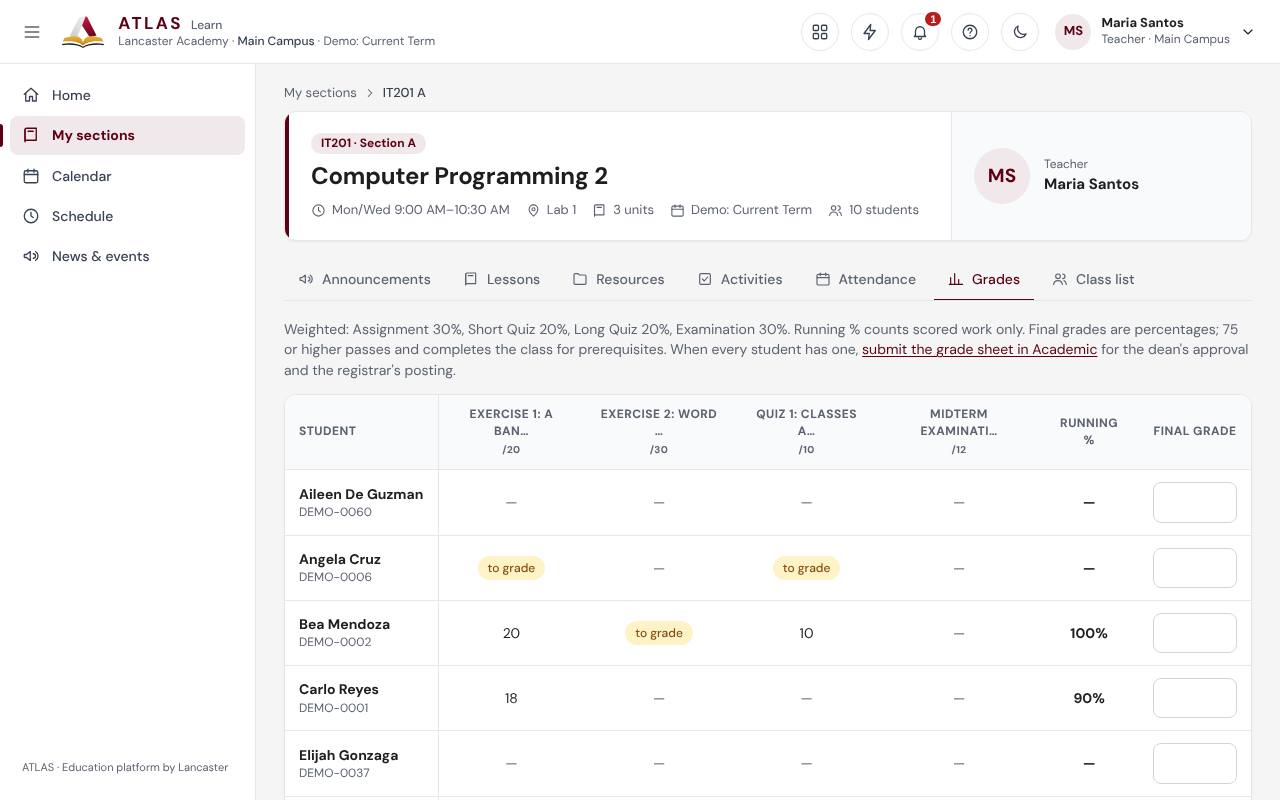 ATLAS Learn
Lancaster Academy · Main Campus · Demo: Current Term
1
MS
Maria Santos
Teacher · Main Campus
Home
My sections
Calendar
Schedule
News & events
ATLAS · Education platform by Lancaster
My sections > IT201 A
IT201 · Section A
Computer Programming 2
Mon/Wed 9:00 AM–10:30 AM Lab 1 3 units Demo: Current Term 10 students
MS
Teacher
Maria Santos
Announcements Lessons Resources Activities Attendance Grades Class list
Weighted: Assignment 30%, Short Quiz 20%, Long Quiz 20%, Examination 30%. Running % counts scored work only. Final grades are percentages; 75
or higher passes and completes the class for prerequisites. When every student has one, submit the grade sheet in Academic for the dean's approval
and the registrar's posting.
STUDENT EXERCISE 1: A BAN... /20 EXERCISE 2: WORD ... /30 QUIZ 1: CLASSES A... /10 MIDTERM EXAMINATI... /12 RUNNING % FINAL GRADE
Aileen De Guzman — — — — —
DEMO-0060
Angela Cruz to grade — to grade — —
DEMO-0006
Bea Mendoza 20 to grade 10 — 100%
DEMO-0002
Carlo Reyes 18 — — — 90%
DEMO-0001
Elijah Gonzaga — — — — —
DEMO-0037